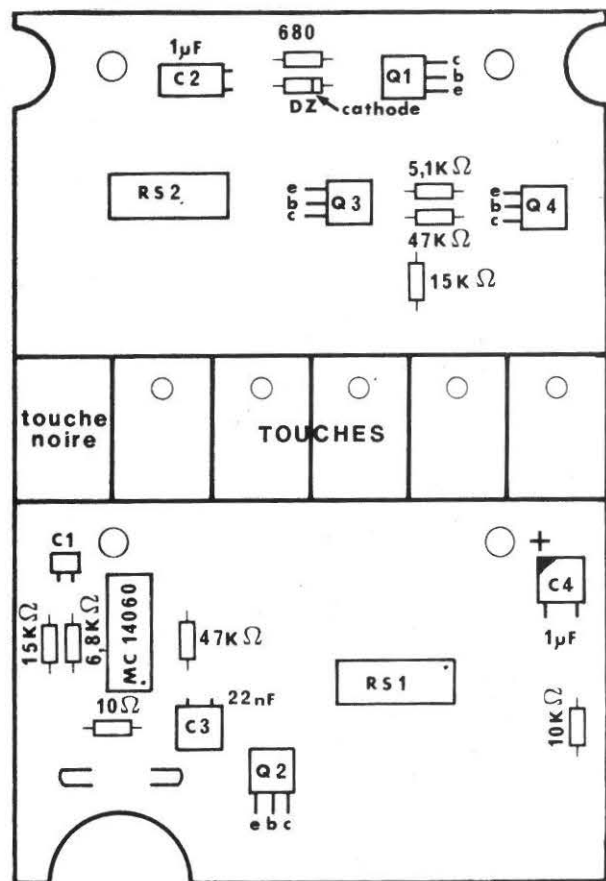 680
1µF
C2
Q1
c
b
e
DZ
cathode
RS2
e
b
c
Q3
5,1KΩ
47KΩ
e
b
c
Q4
15KΩ
touche
noire
TOUCHES
C1
+
C4
1µF
15KΩ
6,8KΩ
MC 14060
47KΩ
RS1
10Ω
22nF
C3
10KΩ
Q2
e b c